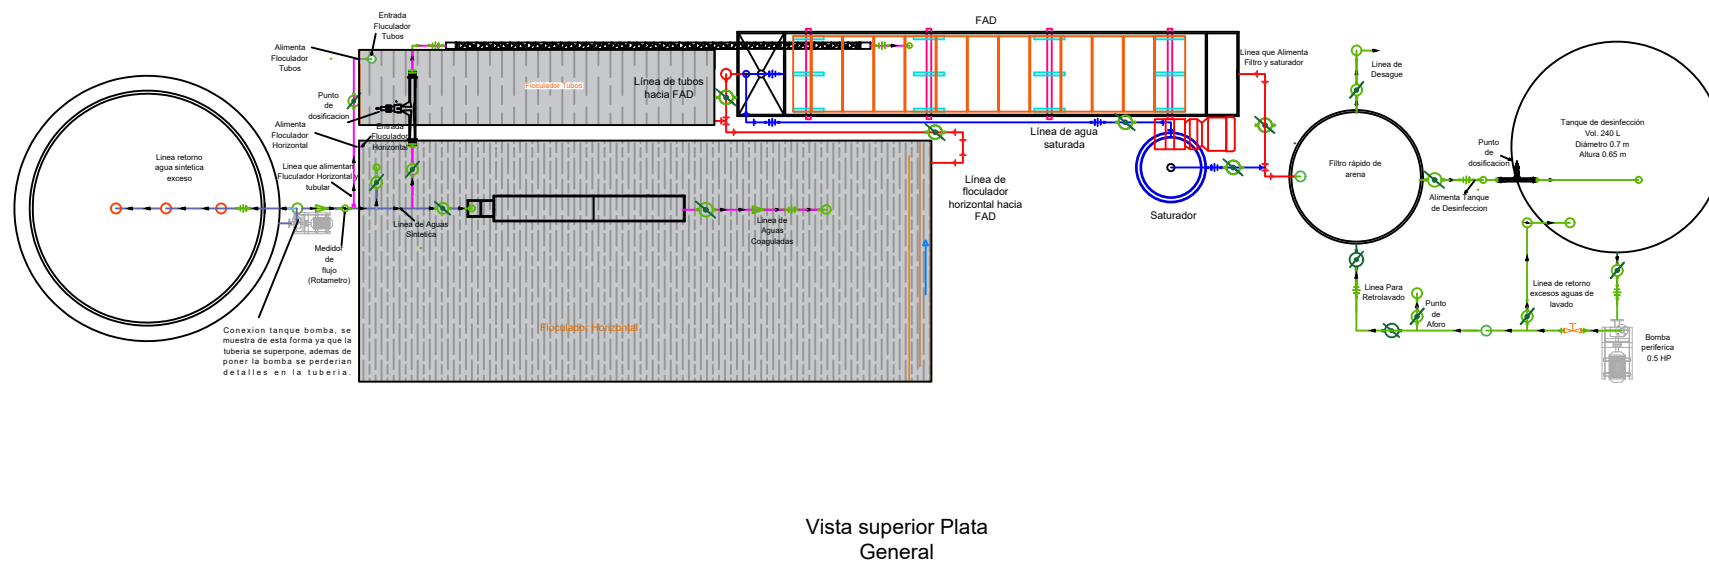 Entrada
Fluculador
Tubos
Alimenta
Floculador
Tubos
Punto
de
dosificacion
Alimenta
Floculador
Horizontal
Entrada
Fluculador
Horizontal
Linea retorno
agua sintetica
exceso
Linea que alimentan
Fluculador Horizontal y
tubular
Linea de Aguas
Sintetica
Medidor
de
flujo
(Rotametro)
Conexion tanque bomba, se
muestra de esta forma ya que la
tuberia se superpone, ademas de
poner la bomba se perderian
detalles en la tuberia.
Floculador Tubos
Línea de tubos
hacia FAD
Linea de
Aguas
Coaguladas
Floculador Horizontal
FAD
Línea de agua
saturada
Línea de
floculador
horizontal hacia
FAD
Saturador
Línea que Alimenta
Filtro y saturador
Linea de
Desague
Filtro rápido de
arena
Punto
de
dosificacion
Tanque de desinfección
Vol. 240 L
Diámetro 0.7 m
Altura 0.65 m
Alimenta Tanque
de Desinfeccion
Linea Para
Retrolavado
Punto
de
Aforo
Linea de retorno
excesos aguas de
lavado
Bomba
periferica
0.5 HP
Vista superior Plata
General